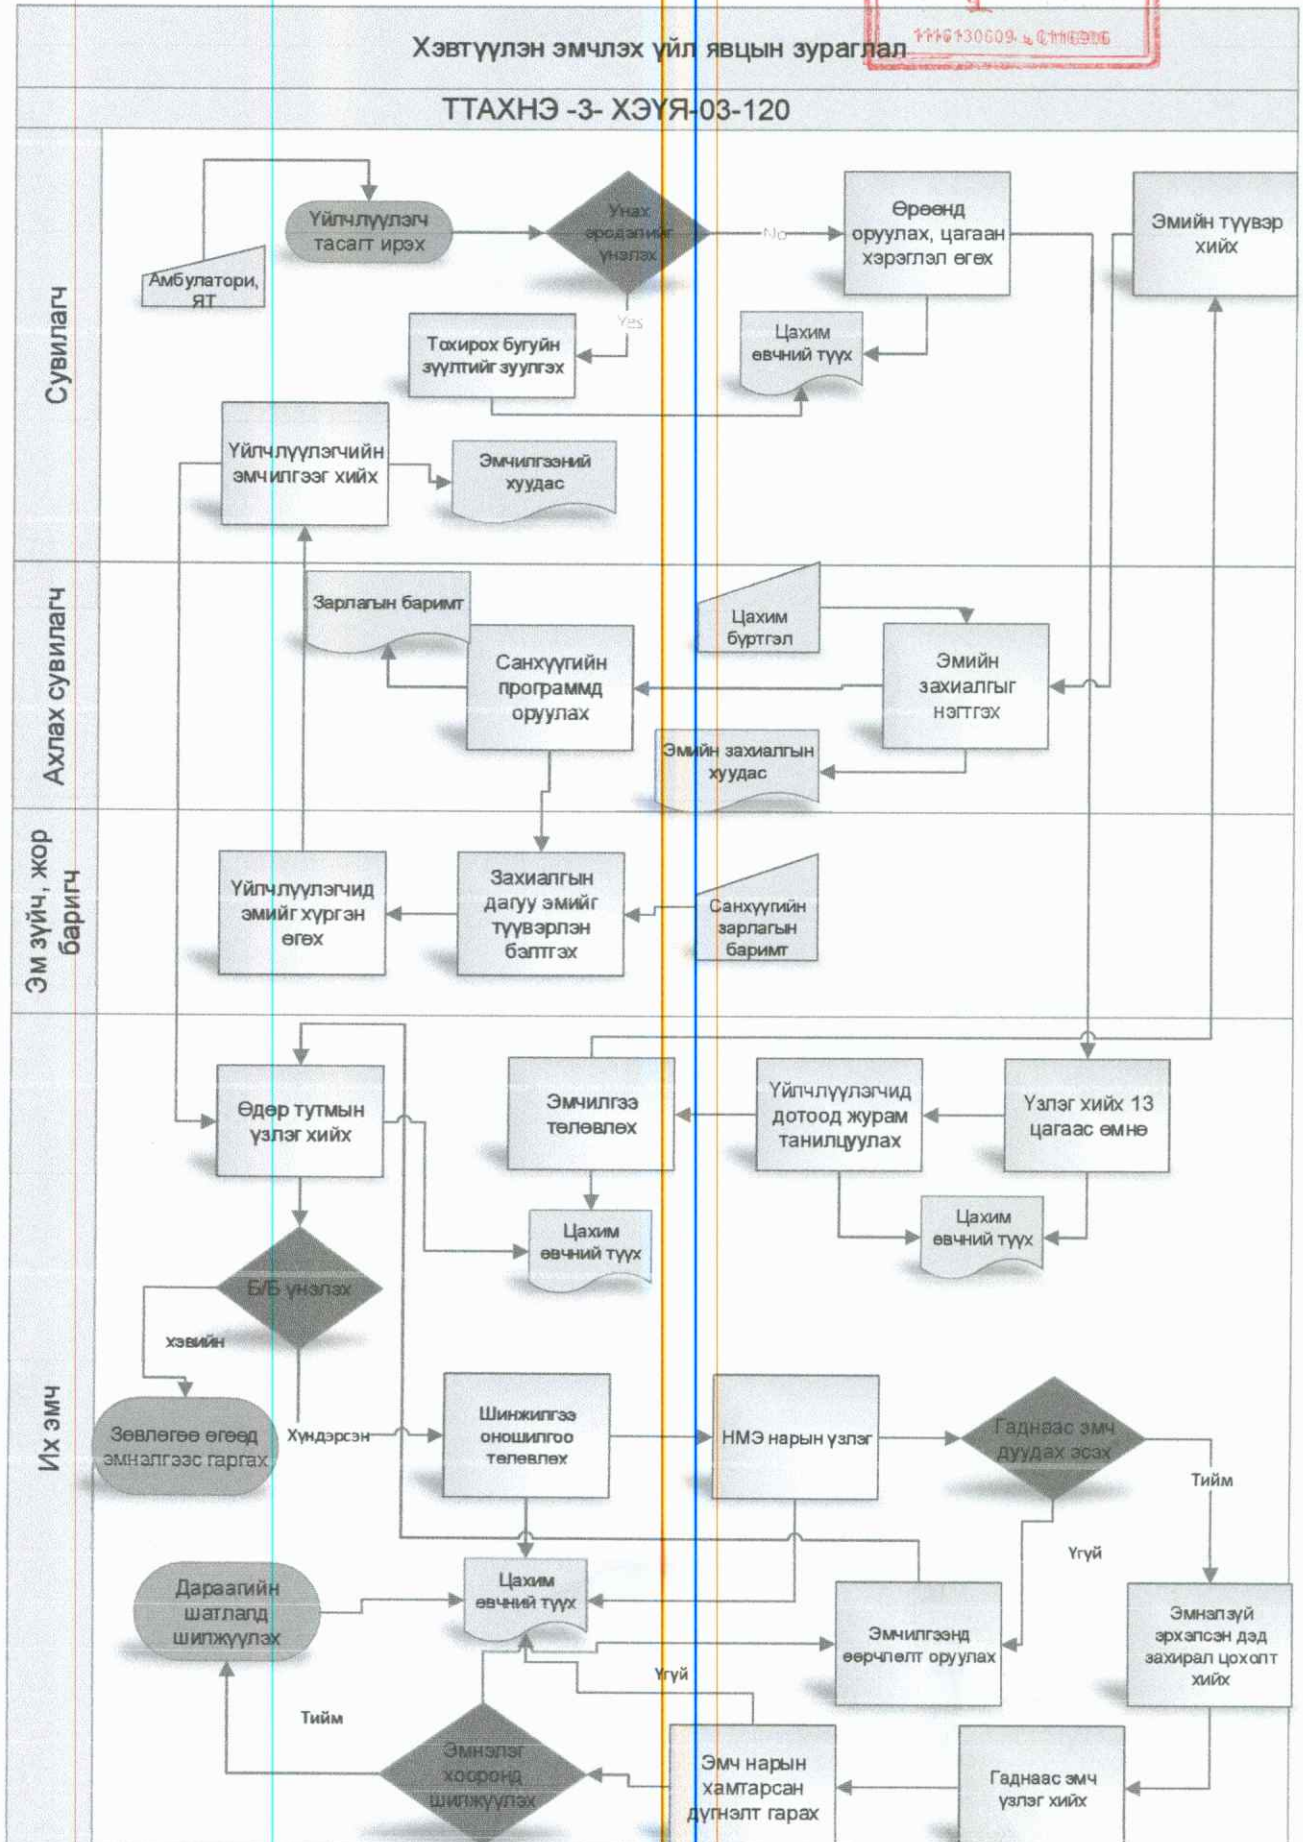 1116130609
Хэвтүүлэн эмчлэх үйл явцын зураглал
ТТАХНЭ -3- ХЭҮЯ-03-120
Сувилагч
Үйлчлүүлэгч
тасагт ирэх
Амбулатори,
ЯТ
Унах
эрсдэлийг
үнэлэх
No
Yes
Өрөөнд
оруулах, цагаан
хэрэглэл өгөх
Эмийн түүвэр
хийх
Тохирох бугуйн
зүүлтийг зуулгэх
Цахим
өвчний түүх
Үйлчлүүлэгчийн
эмчилгээг хийх
Эмчилгээний
хуудас
Ахлах сувилагч
Зарлагын баримт
Санхүүгийн
программд
оруулах
Цахим
бүртгэл
Эмийн
захиалгыг
нэгтгэх
Эмийн захиалгын
хуудас
Эм зүйч, жор
баригч
Үйлчлүүлэгчид
эмийг хүргэн
өгөх
Захиалгын
дагуу эмийг
түүвэрлэн
бэлтгэх
Санхүүгийн
зарлагын
баримт
Их эмч
Өдөр тутмын
үзлэг хийх
Эмчилгээ
төлөвлөх
Үйлчлүүлэгчид
дотоод журам
танилцуулах
Үзлэг хийх 13
цагаас өмнө
Цахим
өвчний түүх
Цахим
өвчний түүх
Б/Б үнэлэх
хэвийн
Хүндэрсэн
Зөвлөгөө өгөөд
эмнэлгээс гаргах
Шинжилгээ
оношилгоо
төлөвлөх
НМЭ нарын үзлэг
Гаднаас эмч
дуудах эсэх
Тийм
Үгүй
Дараагийн
шатлалд
шилжүүлэх
Цахим
өвчний түүх
Эмчилгээнд
өөрчлөлт оруулах
Эмнэлзүй
эрхэлсэн дэд
захирал цохолт
хийх
Үгүй
Тийм
Эмнэлэг
хооронд
шилжүүлэх
Эмч нарын
хамтарсан
дүгнэлт гарах
Гаднаас эмч
үзлэг хийх